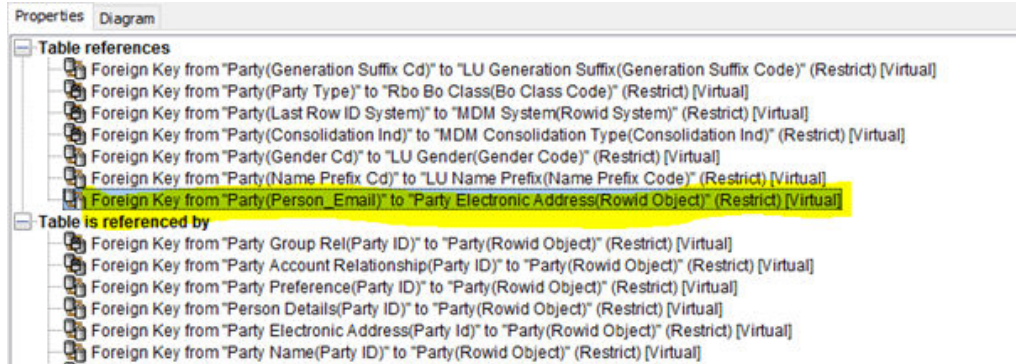 Properties Diagram
Table references
Foreign Key from "Party(Generation Suffix Cd)" to "LU Generation Suffix(Generation Suffix Code)" (Restrict) [Virtual]
Foreign Key from "Party(Party Type)" to "Rbo Bo Class(Bo Class Code)" (Restrict) [Virtual]
Foreign Key from "Party(Last Row ID System)" to "MDM System(Rowid System)" (Restrict) [Virtual]
Foreign Key from "Party(Consolidation Ind)" to "MDM Consolidation Type(Consolidation Ind)" (Restrict) [Virtual]
Foreign Key from "Party(Gender Cd)" to "LU Gender(Gender Code)" (Restrict) [Virtual]
Foreign Key from "Party(Name Prefix Cd)" to "LU Name Prefix(Name Prefix Code)" (Restrict) [Virtual]
Foreign Key from "Party(Person_Email)" to "Party Electronic Address(Rowid Object)" (Restrict) [Virtual]
Table is referenced by
Foreign Key from "Party Group Rel(Party ID)" to "Party(Rowid Object)" (Restrict) [Virtual]
Foreign Key from "Party Account Relationship(Party ID)" to "Party(Rowid Object)" (Restrict) [Virtual]
Foreign Key from "Party Preference(Party ID)" to "Party(Rowid Object)" (Restrict) [Virtual]
Foreign Key from "Person Details(Party ID)" to "Party(Rowid Object)" (Restrict) [Virtual]
Foreign Key from "Party Electronic Address(Party Id)" to "Party(Rowid Object)" (Restrict) [Virtual]
Foreign Key from "Party Name(Party ID)" to "Party(Rowid Object)" (Restrict) [Virtual]